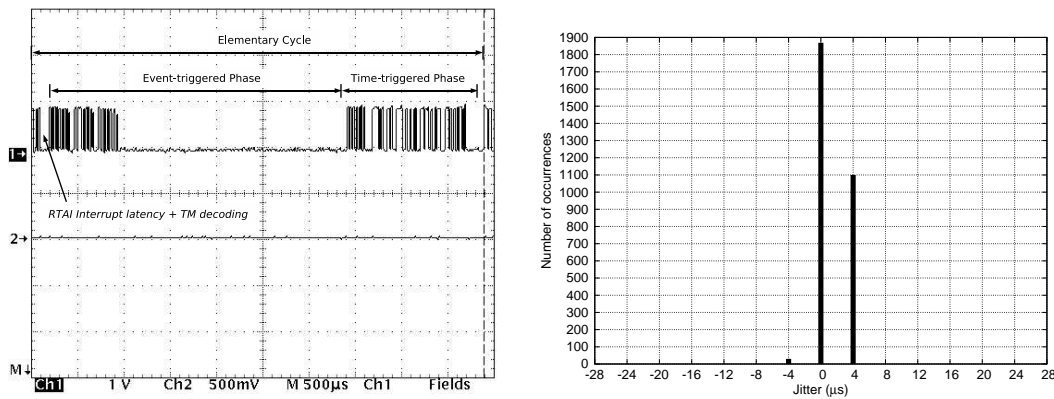 Elementary Cycle
Event-triggered Phase
Time-triggered Phase
1
RTAI Interrupt latency + TM decoding
2
M
Ch1 1 V Ch2 500mV M 500µs Ch1 Fields
1900
1800
1700
1600
1500
1400
1300
1200
1100
1000
900
800
700
600
500
400
300
200
100
0
Number of occurrences
-28 -24 -20 -16 -12 -8 -4 0 4 8 12 16 20 24 28
Jitter (µs)